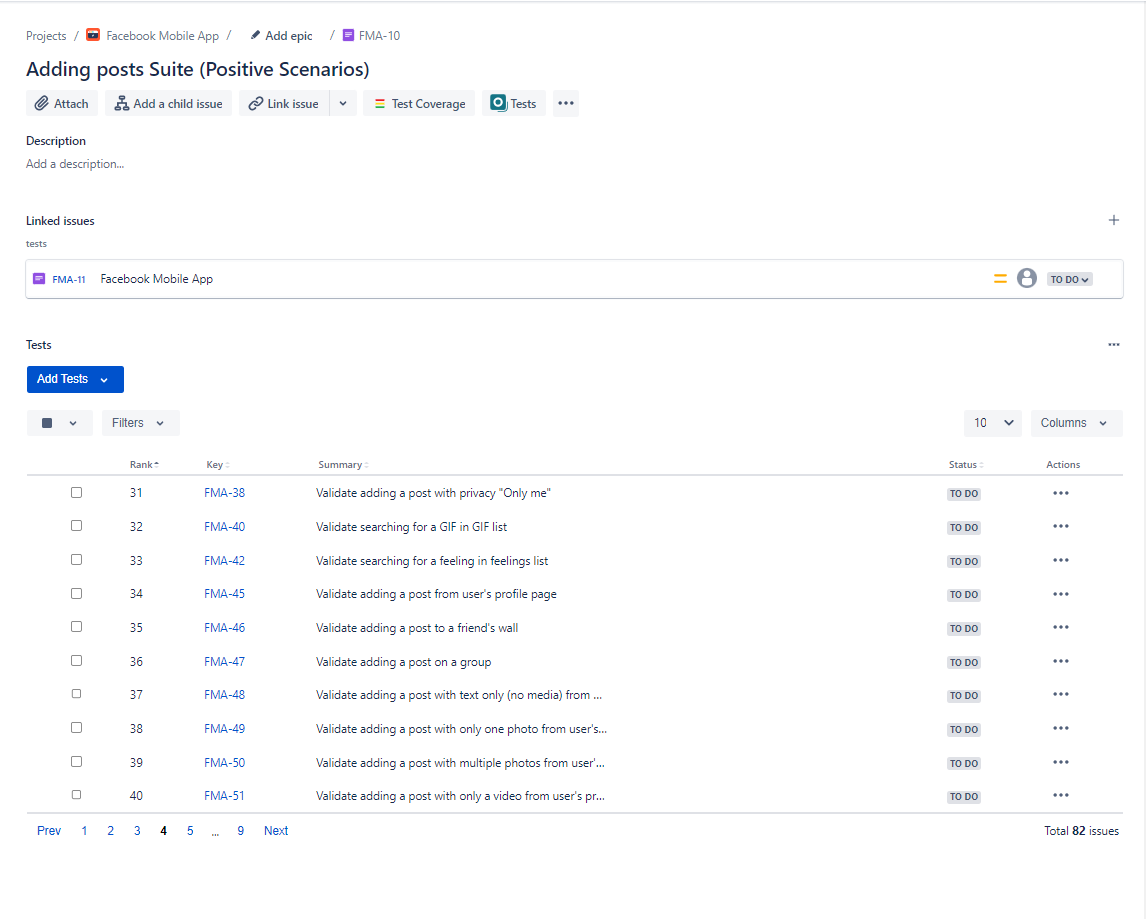 Projects / Facebook Mobile App / Add epic / FMA-10
Adding posts Suite (Positive Scenarios)
Attach Add a child issue Link issue Test Coverage Tests
Description
Add a description...
Linked issues
tests
FMA-11 Facebook Mobile App TO DO
Tests
Add Tests
Filters 10 Columns
Rank Key Summary Status Actions
31 FMA-38 Validate adding a post with privacy "Only me" TO DO
32 FMA-40 Validate searching for a GIF in GIF list TO DO
33 FMA-42 Validate searching for a feeling in feelings list TO DO
34 FMA-45 Validate adding a post from user's profile page TO DO
35 FMA-46 Validate adding a post to a friend's wall TO DO
36 FMA-47 Validate adding a post on a group TO DO
37 FMA-48 Validate adding a post with text only (no media) from ... TO DO
38 FMA-49 Validate adding a post with only one photo from user's... TO DO
39 FMA-50 Validate adding a post with multiple photos from user'... TO DO
40 FMA-51 Validate adding a post with only a video from user's pr... TO DO
Prev 1 2 3 4 5 ... 9 Next Total 82 issues